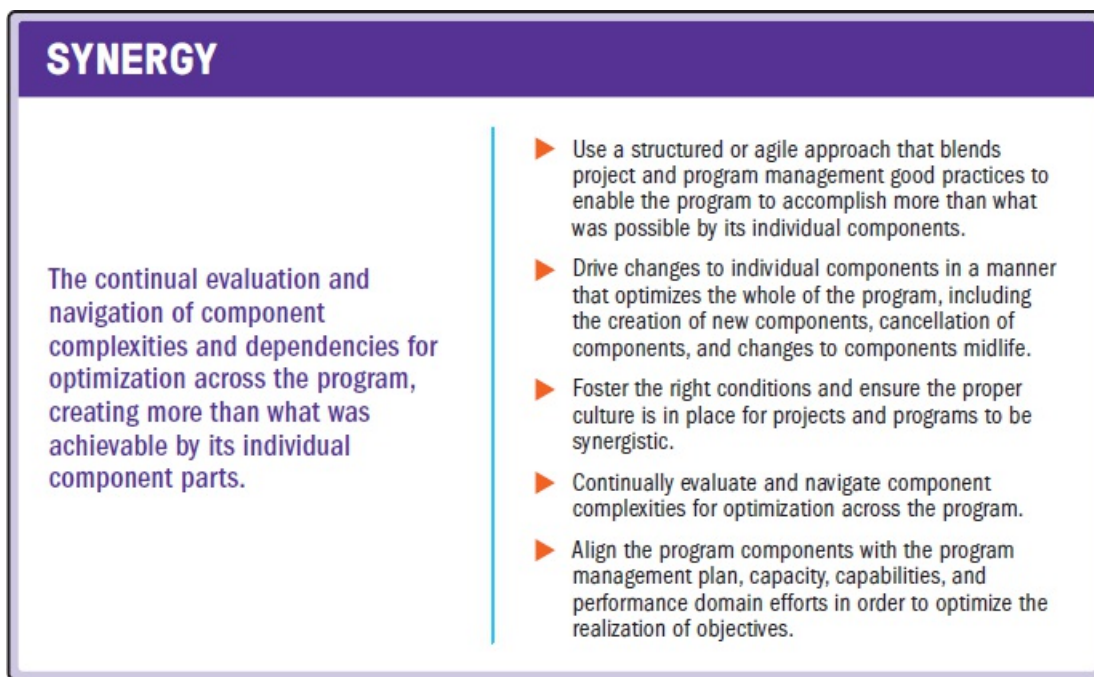 SYNERGY
The continual evaluation and
navigation of component
complexities and dependencies for
optimization across the program,
creating more than what was
achievable by its individual
component parts.
Use a structured or agile approach that blends
project and program management good practices to
enable the program to accomplish more than what
was possible by its individual components.
Drive changes to individual components in a manner
that optimizes the whole of the program, including
the creation of new components, cancellation of
components, and changes to components midlife.
Foster the right conditions and ensure the proper
culture is in place for projects and programs to be
synergistic.
Continually evaluate and navigate component
complexities for optimization across the program.
Align the program components with the program
management plan, capacity, capabilities, and
performance domain efforts in order to optimize the
realization of objectives.